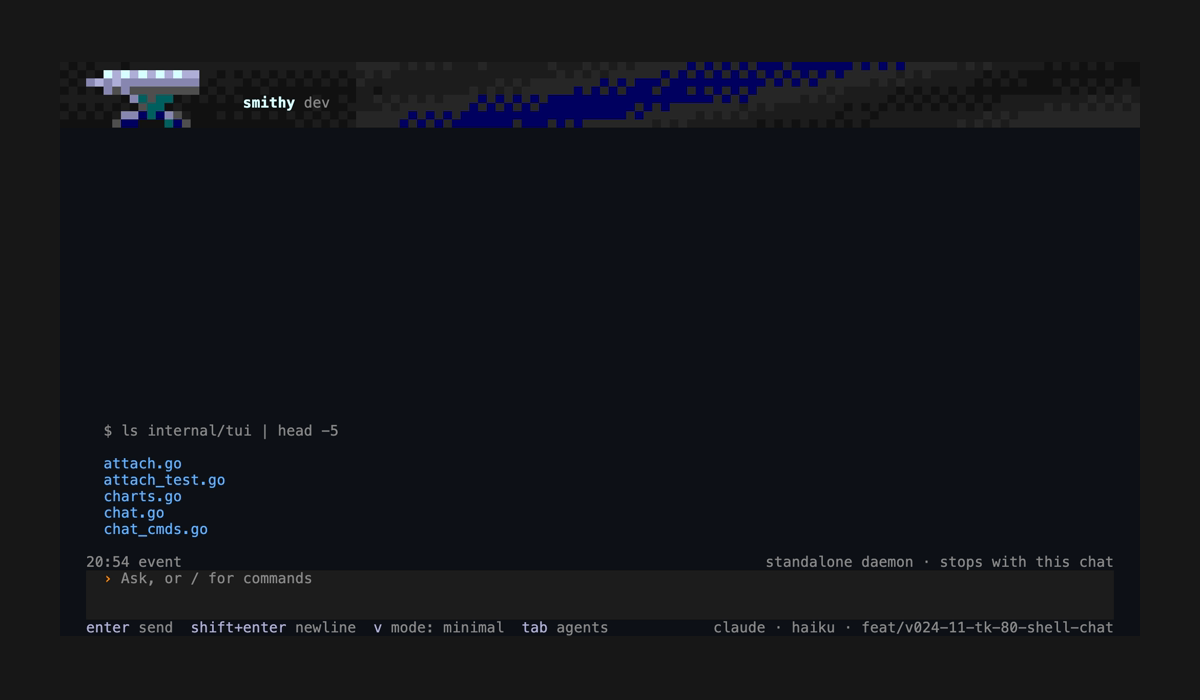 smithy dev
$ ls internal/tui | head -5
attach.go
attach_test.go
charts.go
chat.go
chat_cmds.go
20:54 event standalone daemon · stops with this chat
› Ask, or / for commands
enter send shift+enter newline v mode: minimal tab agents claude · haiku · feat/v024-11-tk-80-shell-chat